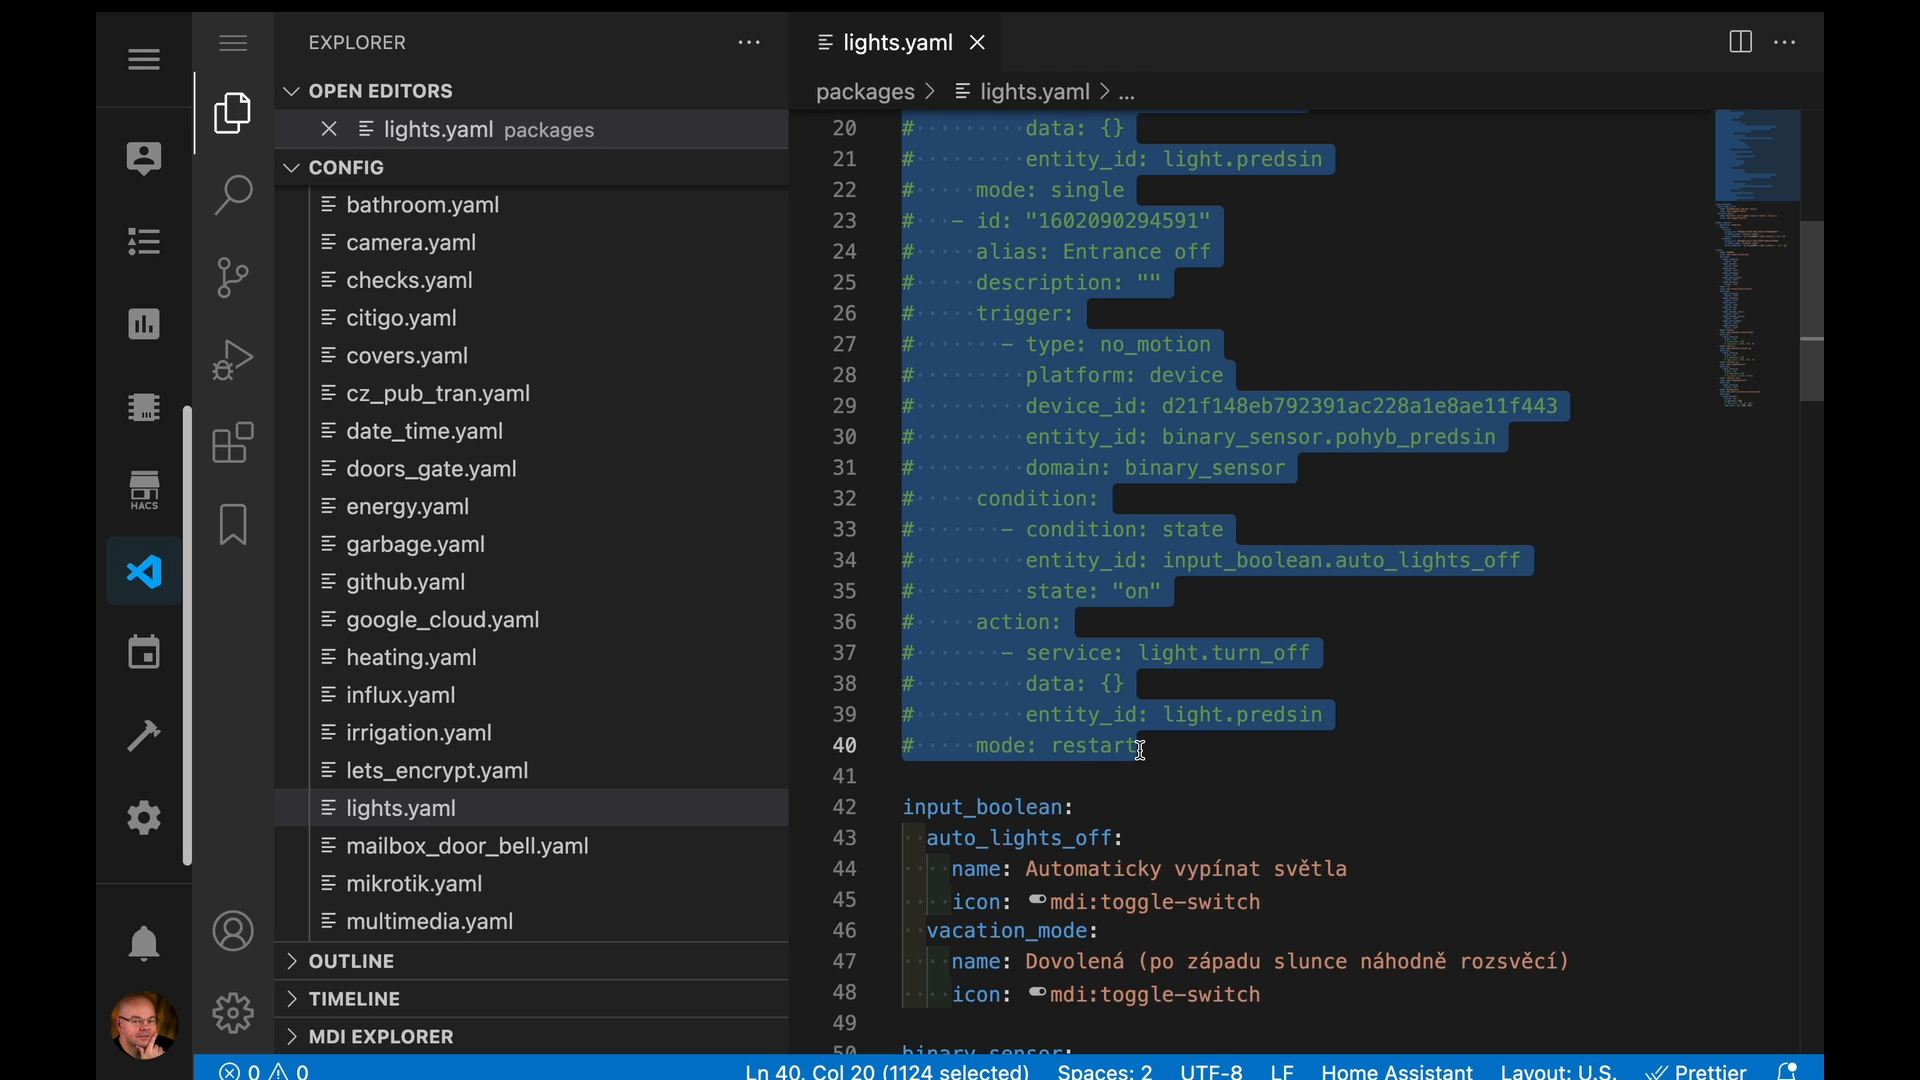 EXPLORER
lights.yaml
OPEN EDITORS
lights.yaml packages
CONFIG
bathroom.yaml
camera.yaml
checks.yaml
citigo.yaml
covers.yaml
cz_pub_tran.yaml
date_time.yaml
doors_gate.yaml
energy.yaml
garbage.yaml
github.yaml
google_cloud.yaml
heating.yaml
influx.yaml
irrigation.yaml
lets_encrypt.yaml
lights.yaml
mailbox_door_bell.yaml
mikrotik.yaml
multimedia.yaml
OUTLINE
TIMELINE
MDI EXPLORER
HACS
packages > lights.yaml > ...
20 # data: {}
21 # entity_id: light.predsin
22 # mode: single
23 # - id: "1602090294591"
24 # alias: Entrance off
25 # description: ""
26 # trigger:
27 # - type: no_motion
28 # platform: device
29 # device_id: d21f148eb792391ac228a1e8ae11f443
30 # entity_id: binary_sensor.pohyb_predsin
31 # domain: binary_sensor
32 # condition:
33 # - condition: state
34 # entity_id: input_boolean.auto_lights_off
35 # state: "on"
36 # action:
37 # - service: light.turn_off
38 # data: {}
39 # entity_id: light.predsin
40 # mode: restart
41
42 input_boolean:
43 auto_lights_off:
44 name: Automaticky vypínat světla
45 icon: mdi:toggle-switch
46 vacation_mode:
47 name: Dovolená (po západu slunce náhodně rozsvěcí)
48 icon: mdi:toggle-switch
49
50 binary_sensor:
0 0 Ln 40, Col 20 (1124 selected) Spaces: 2 UTF-8 LF Home Assistant Layout: U.S. Prettier